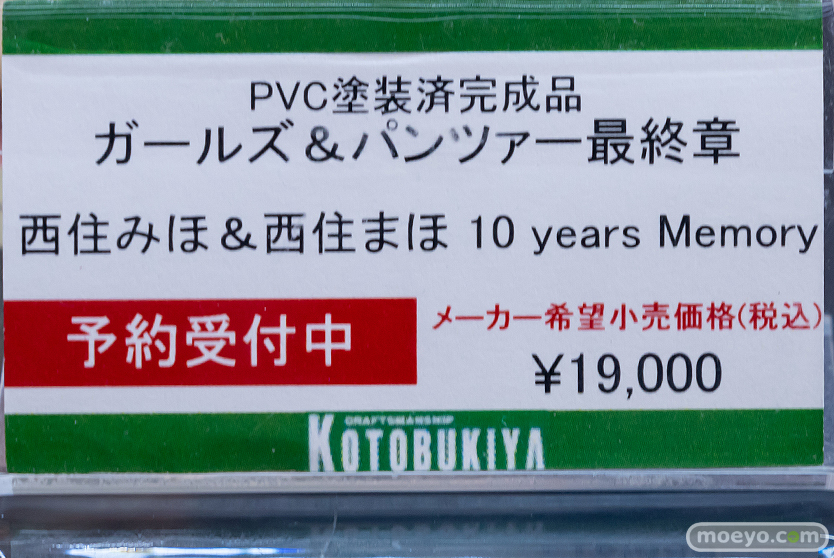 PVC塗装済完成品
ガールズ＆パンツァー最終章
西住みほ＆西住まほ 10 years Memory
予約受付中
メーカー希望小売価格(税込)
¥19,000
CRAFTSMANSHIP
KOTOBUKIYA
moeyo.com